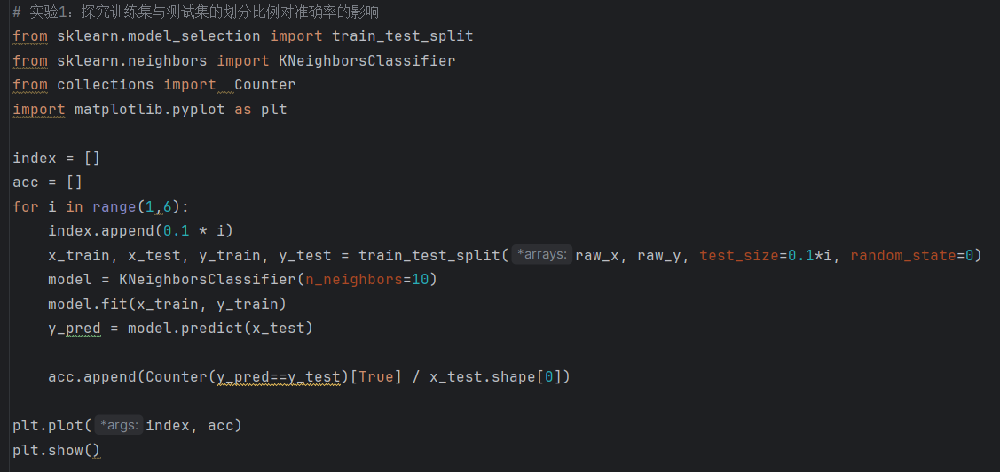 # 实验1：探究训练集与测试集的划分比例对准确率的影响
from sklearn.model_selection import train_test_split
from sklearn.neighbors import KNeighborsClassifier
from collections import  Counter
import matplotlib.pyplot as plt

index = []
acc = []
for i in range(1,6):
    index.append(0.1 * i)
    x_train, x_test, y_train, y_test = train_test_split( *arrays: raw_x, raw_y, test_size=0.1*i, random_state=0)
    model = KNeighborsClassifier(n_neighbors=10)
    model.fit(x_train, y_train)
    y_pred = model.predict(x_test)

    acc.append(Counter(y_pred==y_test)[True] / x_test.shape[0])

plt.plot( *args: index, acc)
plt.show()